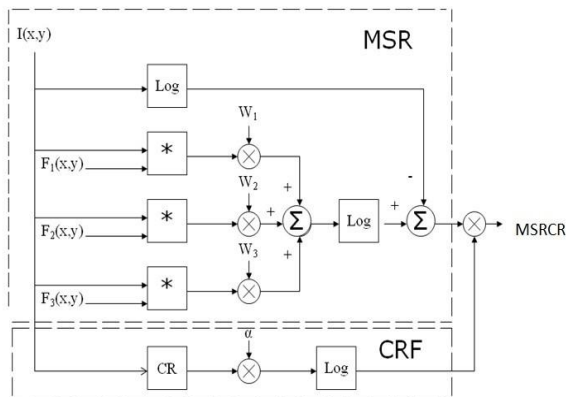 I(x,y)
MSR
Log
W1
F1(x,y)
*
W2
-
+
+
F2(x,y)
*
+
Σ
Log
Σ
MSRCR
W3
+
F3(x,y)
*
α
CRF
CR
Log